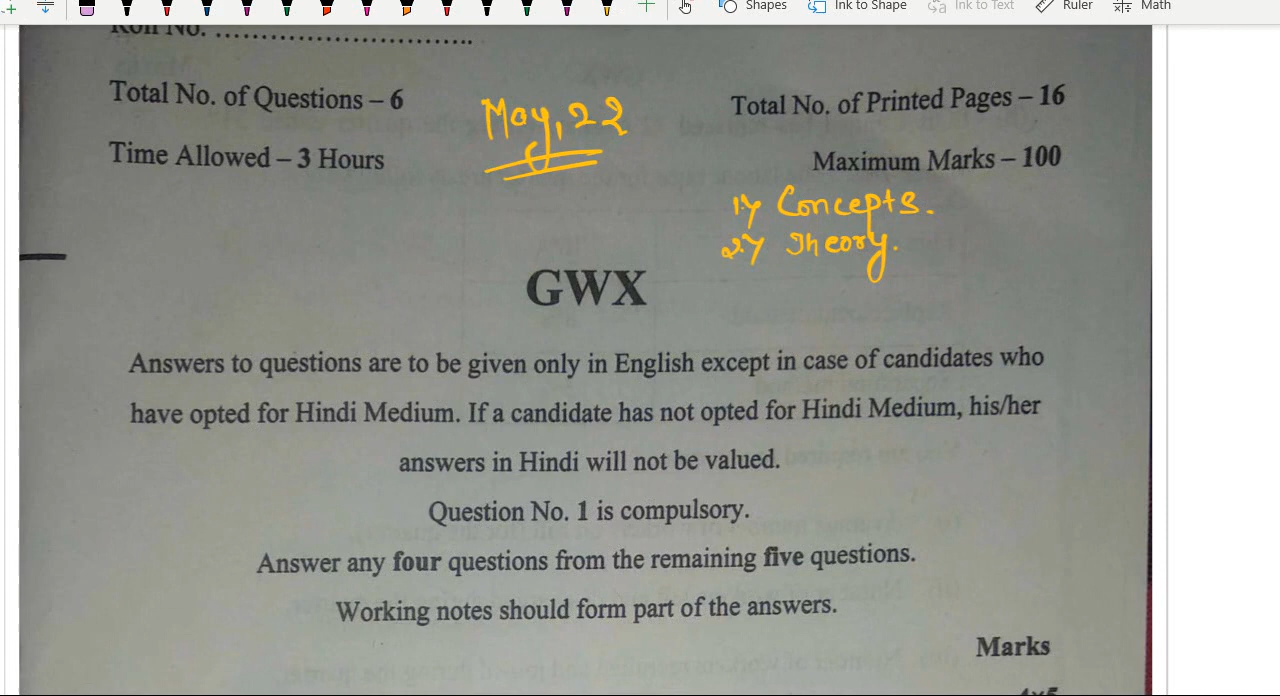 Shapes Ink to Shape Ink to Text Ruler Math
Roll No. ................................
Total No. of Questions – 6
May, 22
Total No. of Printed Pages – 16
Time Allowed – 3 Hours
Maximum Marks – 100
1.7 Concepts.
2.7 Theory.
GWX
Answers to questions are to be given only in English except in case of candidates who
have opted for Hindi Medium. If a candidate has not opted for Hindi Medium, his/her
answers in Hindi will not be valued.
Question No. 1 is compulsory.
Answer any four questions from the remaining five questions.
Working notes should form part of the answers.
Marks
4×5